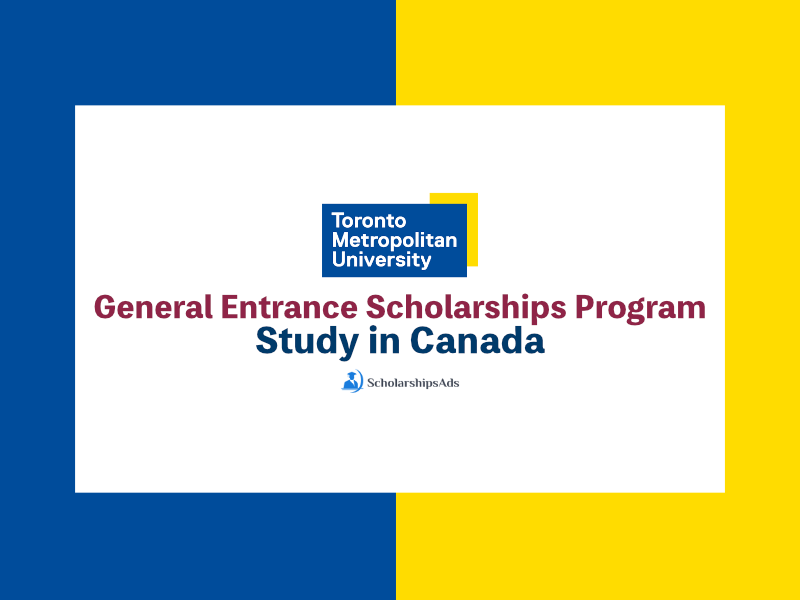 Toronto
Metropolitan
University
General Entrance Scholarships Program
Study in Canada
ScholarshipsAds